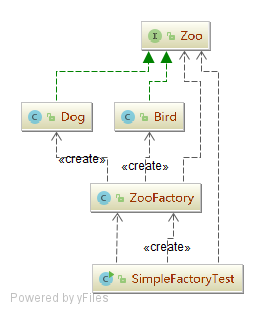 I Zoo
C Dog
C Bird
«create»
«create»
C ZooFactory
«create»
C SimpleFactoryTest
Powered by yFiles